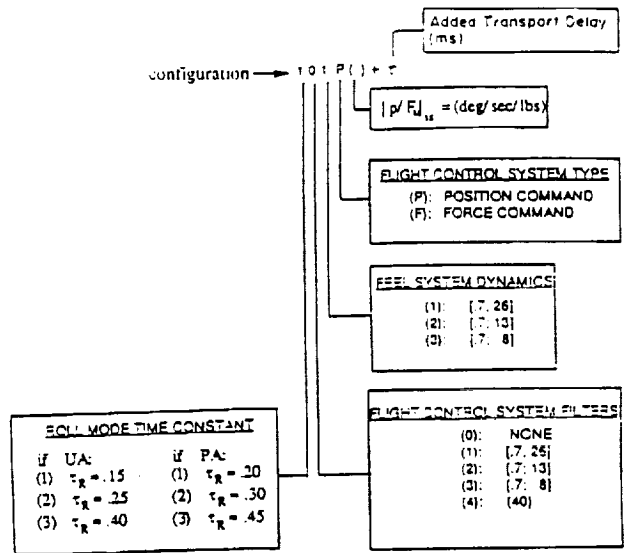 Added Transport Delay
(ms)
configuration → 1 0 1 P ( ) + τ
|p/F_s|_ss = (deg/sec/lbs)
FLIGHT CONTROL SYSTEM TYPE
(P): POSITION COMMAND
(F): FORCE COMMAND
FEEL SYSTEM DYNAMICS
(1): [.7, 26]
(2): [.7; 13]
(3): [.7; 8]
FLIGHT CONTROL SYSTEM FILTERS
(0): NONE
(1): [.7, 26]
(2): [.7; 13]
(3): [.7; 8]
(4): (40)
ROLL MODE TIME CONSTANT
if UA: if PA:
(1) τR = .15 (1) τR = .20
(2) τR = .25 (2) τR = .30
(3) τR = .40 (3) τR = .45